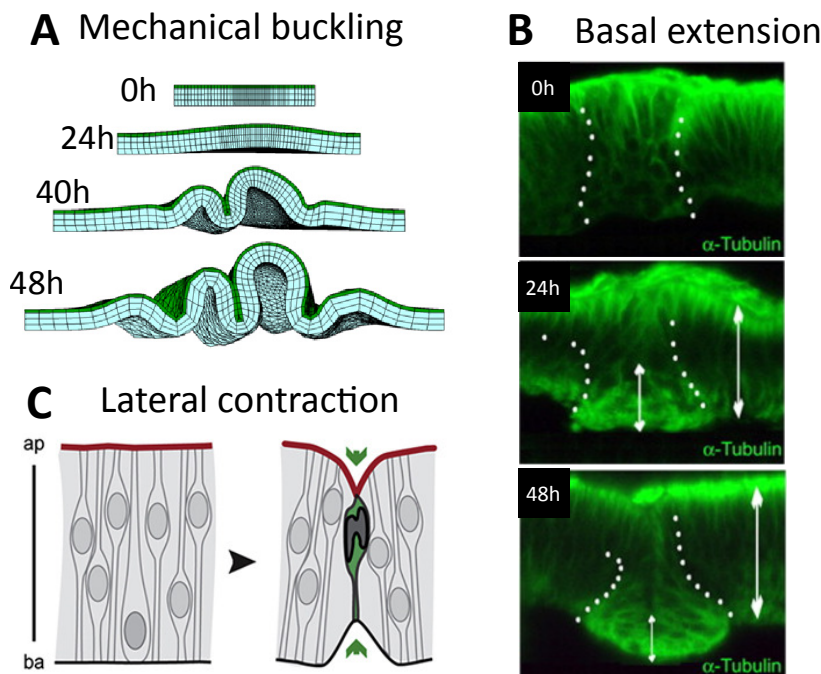 A Mechanical buckling
0h
24h
40h
48h
B Basal extension
0h
α-Tubulin
24h
α-Tubulin
48h
α-Tubulin
C Lateral contraction
ap
ba